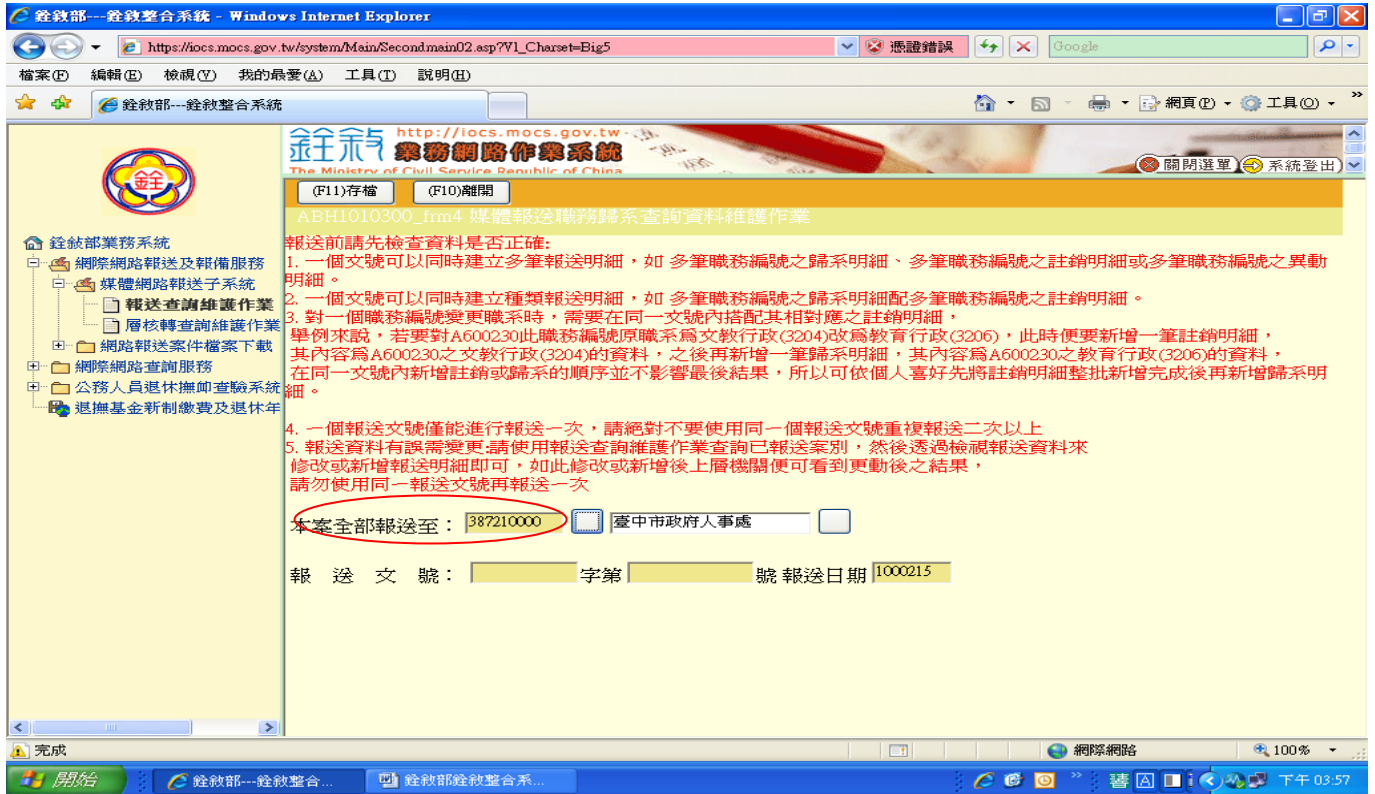 銓敘部---銓敘整合系統 - Windows Internet Explorer
https://iocs.mocs.gov.tw/system/Main/Secondmain02.asp?V1_Charset=Big5
憑證錯誤
Google
檔案(F) 編輯(E) 檢視(V) 我的最愛(A) 工具(T) 說明(H)
銓敘部---銓敘整合系統
網頁(P)
工具(O)
銓
銓敘
http://iocs.mocs.gov.tw
業務網路作業系統
The Ministry of Civil Service Republic of China
關閉選單
系統登出
(F11)存檔 (F10)離開
ABH1010300_frm4 媒體報送職務歸系查詢資料維護作業
銓敘部業務系統
網際網路報送及報備服務
媒體網路報送子系統
報送查詢維護作業
層核轉查詢維護作業
網路報送案件檔案下載
網際網路查詢服務
公務人員退休撫卹查驗系統
退撫基金新制繳費及退休年
報送前請先檢查資料是否正確:
1. 一個文號可以同時建立多筆報送明細，如 多筆職務編號之歸系明細、多筆職務編號之註銷明細或多筆職務編號之異動
明細。
2. 一個文號可以同時建立種類報送明細，如 多筆職務編號之歸系明細配多筆職務編號之註銷明細。
3. 對一個職務編號變更職系時，需要在同一文號內搭配其相對應之註銷明細，
舉例來說，若要對A600230此職務編號原職系為文教行政(3204)改為教育行政(3206)，此時便要新增一筆註銷明細，
其內容為A600230之文教行政(3204)的資料，之後再新增一筆歸系明細，其內容為A600230之教育行政(3206)的資料，
在同一文號內新增註銷或歸系的順序並不影響最後結果，所以可依個人喜好先將註銷明細整批新增完成後再新增歸系明
細。
4. 一個報送文號僅能進行報送一次，請絕對不要使用同一個報送文號重複報送二次以上
5. 報送資料有誤需變更:請使用報送查詢維護作業查詢已報送案別，然後透過檢視報送資料來
修改或新增報送明細即可，如此修改或新增後上層機關便可看到更動後之結果，
請勿使用同一報送文號再報送一次
本案全部報送至： 387210000 臺中市政府人事處
報 送 文 號： 字第 號 報送日期 1000215
完成
網際網路
100%
開始
銓敘部---銓敘整合...
銓敘部銓敘整合系...
下午 03:57